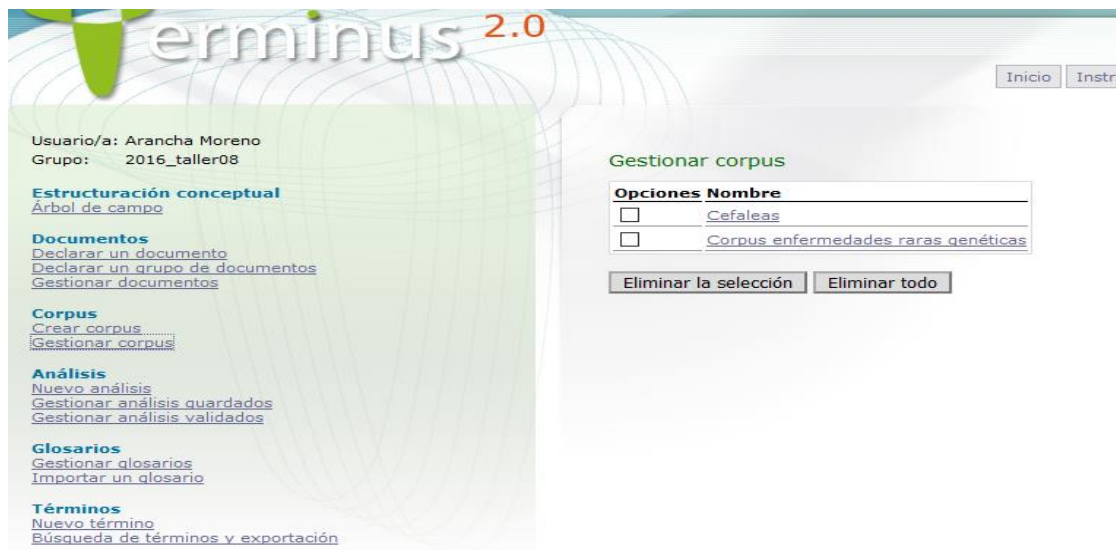 erminus 2.0
Inicio Instr
Usuario/a: Arancha Moreno
Grupo: 2016_taller08
Estructuración conceptual
Árbol de campo
Documentos
Declarar un documento
Declarar un grupo de documentos
Gestionar documentos
Corpus
Crear corpus
Gestionar corpus
Análisis
Nuevo análisis
Gestionar análisis guardados
Gestionar análisis validados
Glosarios
Gestionar glosarios
Importar un glosario
Términos
Nuevo término
Búsqueda de términos y exportación
Gestionar corpus
Opciones Nombre
Cefaleas
Corpus enfermedades raras genéticas
Eliminar la selección Eliminar todo